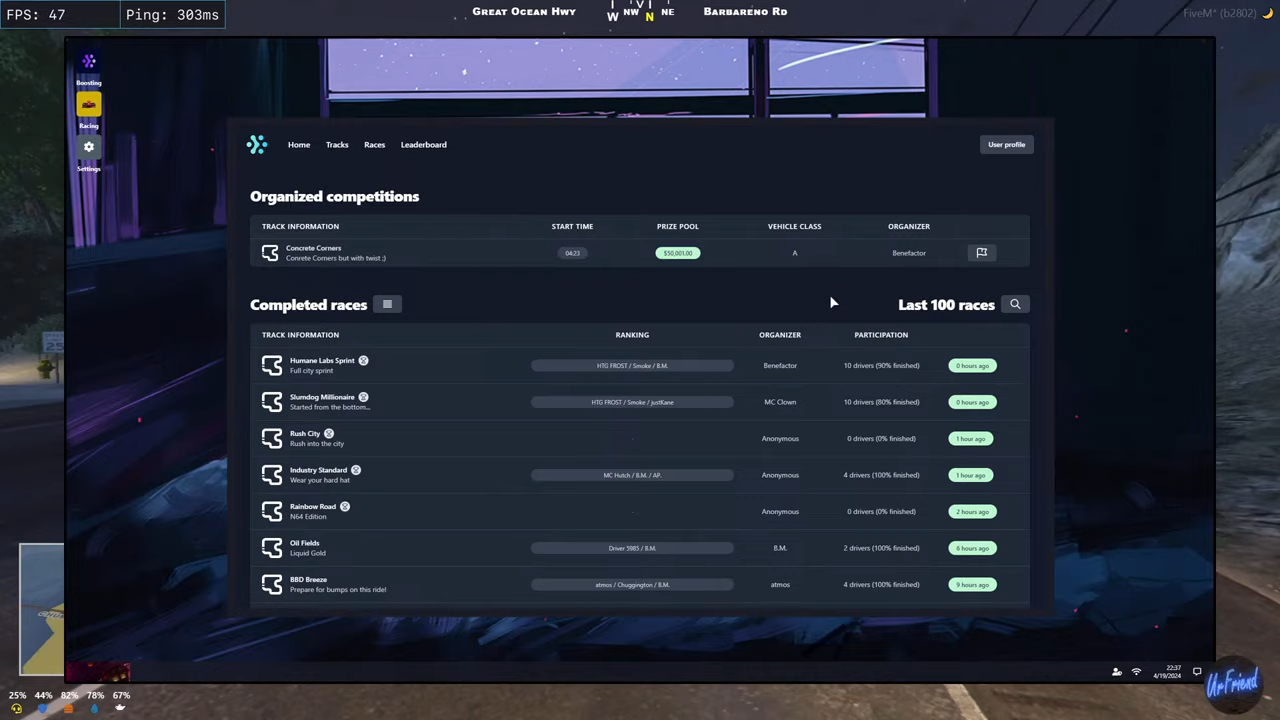 FPS: 47
Ping: 303ms
Great Ocean Hwy
W NW N NE
Barbareno Rd
FiveM* (b2802)
Boosting
Racing
Settings
Home
Tracks
Races
Leaderboard
User profile
Organized competitions
TRACK INFORMATION
START TIME
PRIZE POOL
VEHICLE CLASS
ORGANIZER
Concrete Corners
Conrete Corners but with twist ;)
04:23
$50,001.00
A
Benefactor
Completed races
Last 100 races
TRACK INFORMATION
RANKING
ORGANIZER
PARTICIPATION
Humane Labs Sprint
Full city sprint
HTG FROST / Smoke / B.M.
Benefactor
10 drivers (90% finished)
0 hours ago
Slumdog Millionaire
Started from the bottom...
HTG FROST / Smoke / justKane
MC Clown
10 drivers (80% finished)
0 hours ago
Rush City
Rush into the city
Anonymous
0 drivers (0% finished)
1 hour ago
Industry Standard
Wear your hard hat
MC Hutch / B.M. / AP.
Anonymous
4 drivers (100% finished)
1 hour ago
Rainbow Road
N64 Edition
Anonymous
0 drivers (0% finished)
2 hours ago
Oil Fields
Liquid Gold
Driver 5985 / B.M.
B.M.
2 drivers (100% finished)
8 hours ago
BBD Breeze
Prepare for bumps on this ride!
atmos / Chuggington / B.M.
atmos
4 drivers (100% finished)
9 hours ago
22:37
4/19/2024
25% 44% 82% 78% 67%
UrFriend